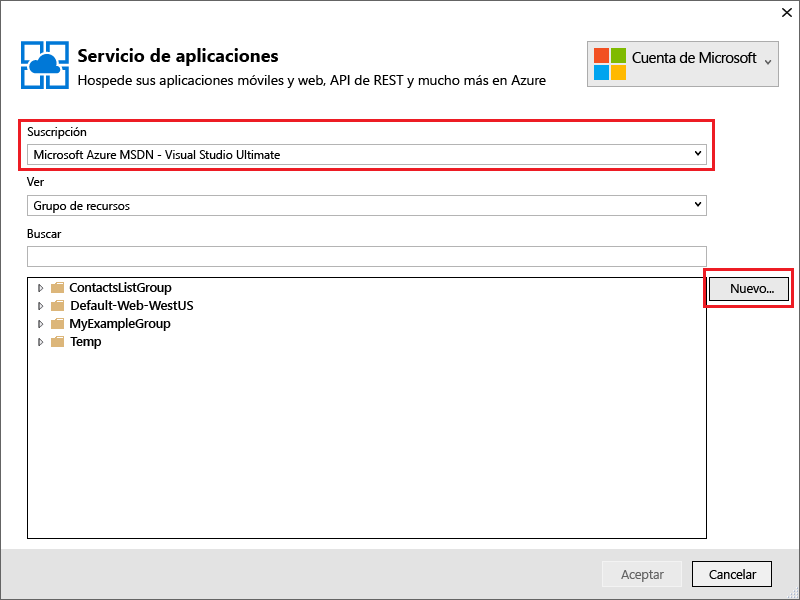 Servicio de aplicaciones
Hospede sus aplicaciones móviles y web, API de REST y mucho más en Azure
Cuenta de Microsoft
Suscripción
Microsoft Azure MSDN - Visual Studio Ultimate
Ver
Grupo de recursos
Buscar
ContactsListGroup
Nuevo...
Default-Web-WestUS
MyExampleGroup
Temp
Aceptar
Cancelar